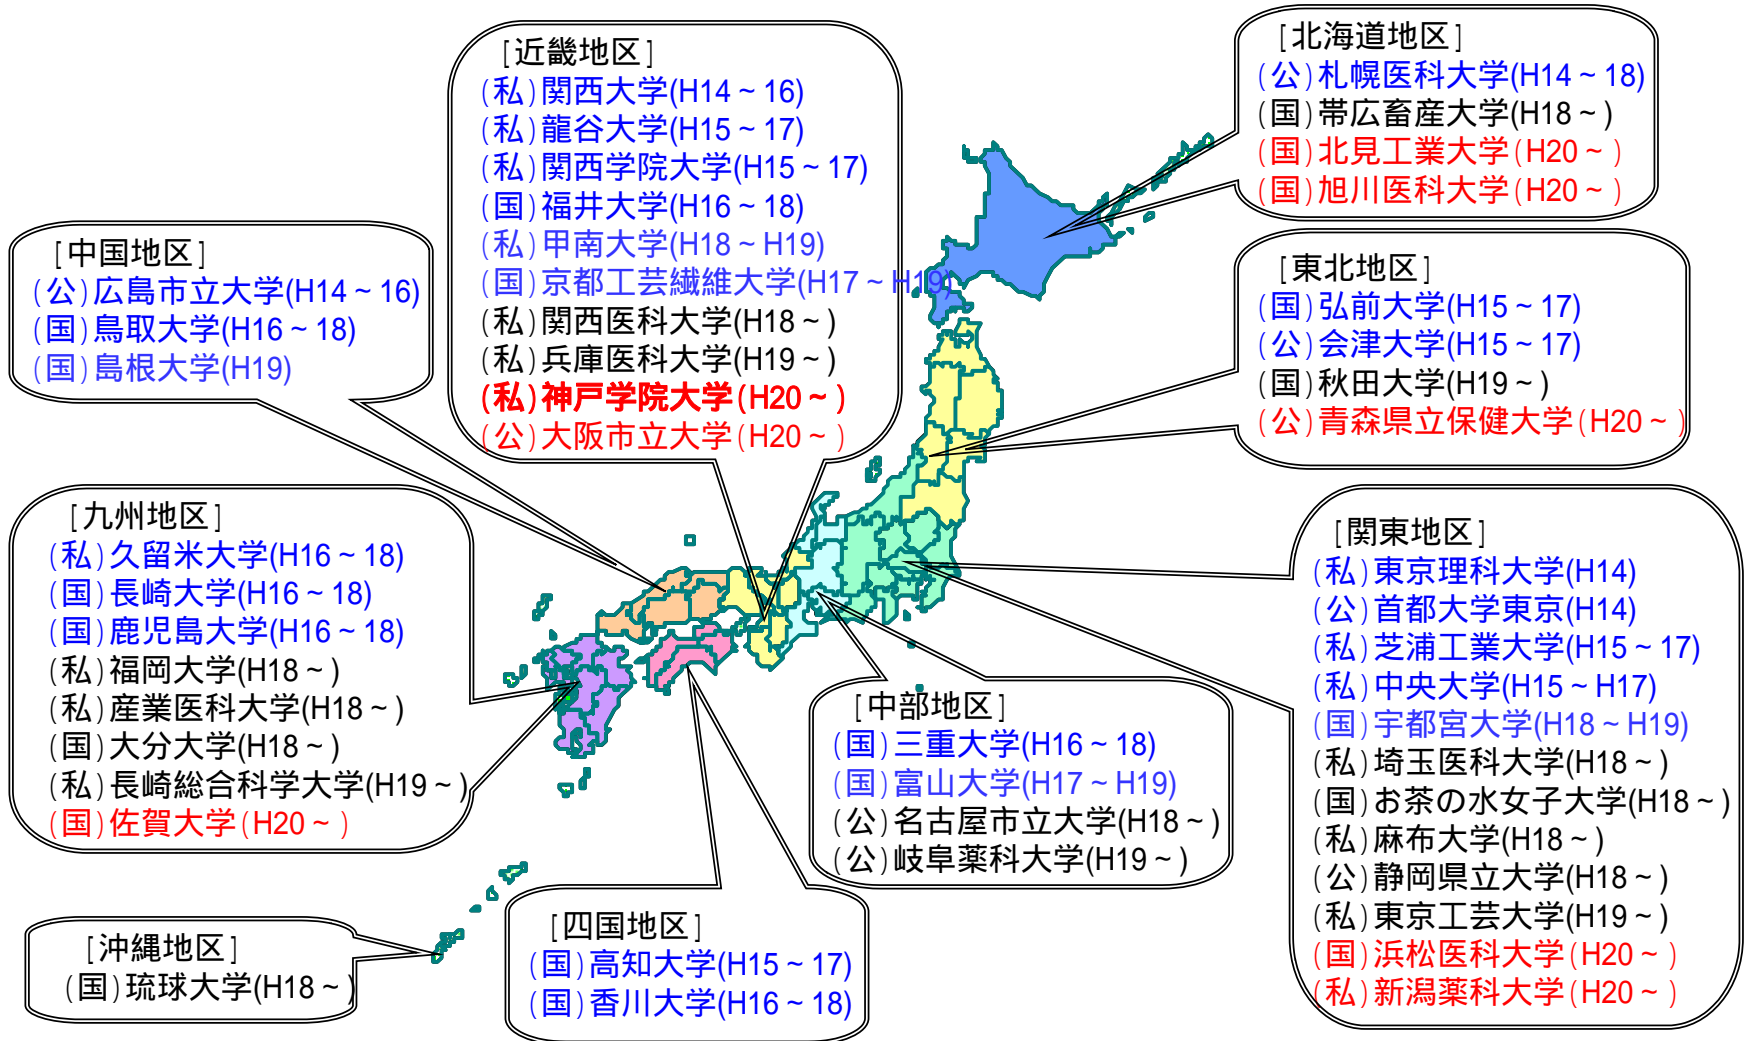 [近畿地区]
(私)関西大学(H14～16)
(私)龍谷大学(H15～17)
(私)関西学院大学(H15～17)
(国)福井大学(H16～18)
(私)甲南大学(H18～H19)
(国)京都工芸繊維大学(H17～H19)
(私)関西医科大学(H18～)
(私)兵庫医科大学(H19～)
(私)神戸学院大学(H20～)
(公)大阪市立大学(H20～)
[北海道地区]
(公)札幌医科大学(H14～18)
(国)帯広畜産大学(H18～)
(国)北見工業大学(H20～)
(国)旭川医科大学(H20～)
[中国地区]
(公)広島市立大学(H14～16)
(国)鳥取大学(H16～18)
(国)島根大学(H19)
[東北地区]
(国)弘前大学(H15～17)
(公)会津大学(H15～17)
(国)秋田大学(H19～)
(公)青森県立保健大学(H20～)
[九州地区]
(私)久留米大学(H16～18)
(国)長崎大学(H16～18)
(国)鹿児島大学(H16～18)
(私)福岡大学(H18～)
(私)産業医科大学(H18～)
(国)大分大学(H18～)
(私)長崎総合科学大学(H19～)
(国)佐賀大学(H20～)
[関東地区]
(私)東京理科大学(H14)
(公)首都大学東京(H14)
(私)芝浦工業大学(H15～17)
(私)中央大学(H15～H17)
(国)宇都宮大学(H18～H19)
(私)埼玉医科大学(H18～)
(国)お茶の水女子大学(H18～)
(私)麻布大学(H18～)
(公)静岡県立大学(H18～)
(私)東京工芸大学(H19～)
(国)浜松医科大学(H20～)
(私)新潟薬科大学(H20～)
[中部地区]
(国)三重大学(H16～18)
(国)富山大学(H17～H19)
(公)名古屋市立大学(H18～)
(公)岐阜薬科大学(H19～)
[四国地区]
(国)高知大学(H15～17)
(国)香川大学(H16～18)
[沖縄地区]
(国)琉球大学(H18～)